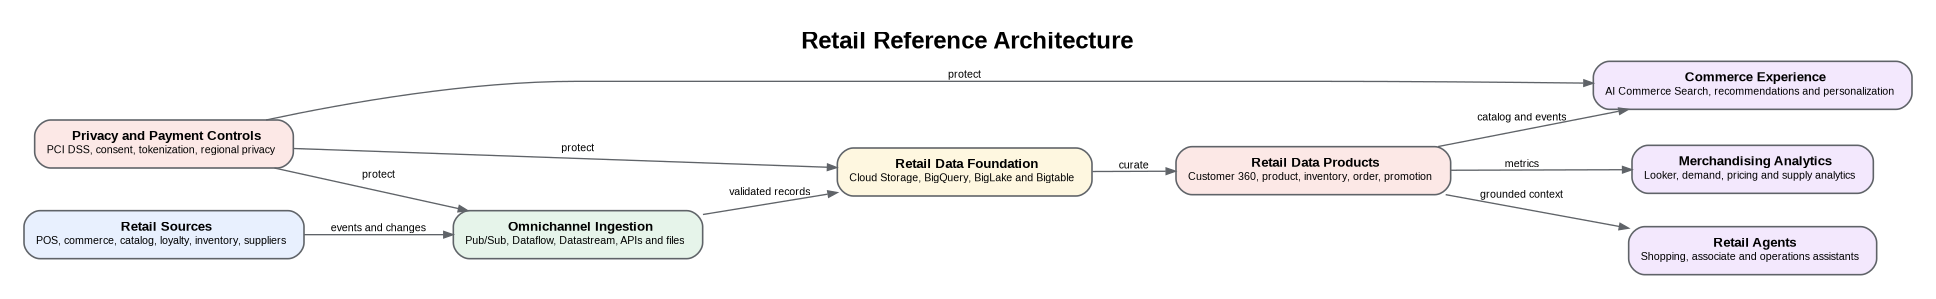 Retail Reference Architecture
protect
Commerce Experience
AI Commerce Search, recommendations and personalization
Privacy and Payment Controls
PCI DSS, consent, tokenization, regional privacy
protect
protect
catalog and events
Retail Data Foundation
Cloud Storage, BigQuery, BigLake and Bigtable
curate
Retail Data Products
Customer 360, product, inventory, order, promotion
metrics
Merchandising Analytics
Looker, demand, pricing and supply analytics
validated records
grounded context
Retail Sources
POS, commerce, catalog, loyalty, inventory, suppliers
events and changes
Omnichannel Ingestion
Pub/Sub, Dataflow, Datastream, APIs and files
Retail Agents
Shopping, associate and operations assistants